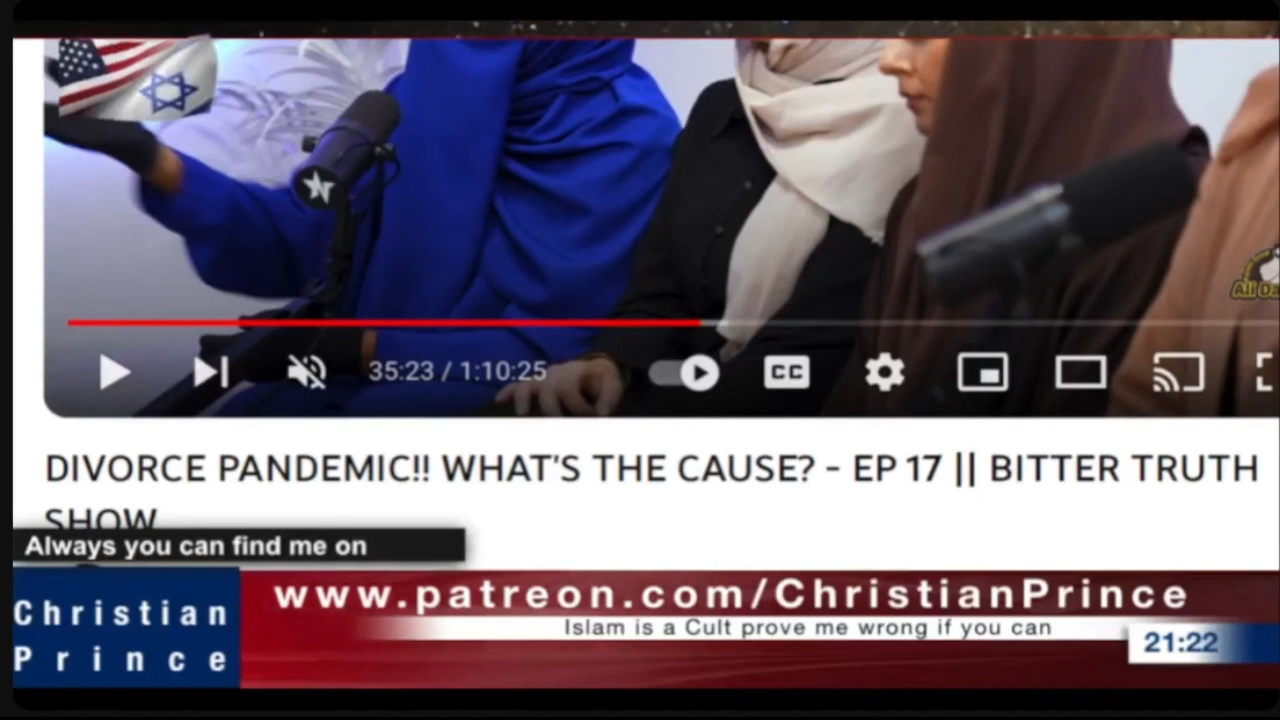 35:23 / 1:10:25
CC
DIVORCE PANDEMIC!! WHAT'S THE CAUSE? - EP 17 || BITTER TRUTH
SHOW
Always you can find me on
Christian
Prince
www.patreon.com/ChristianPrince
Islam is a Cult prove me wrong if you can
21:22